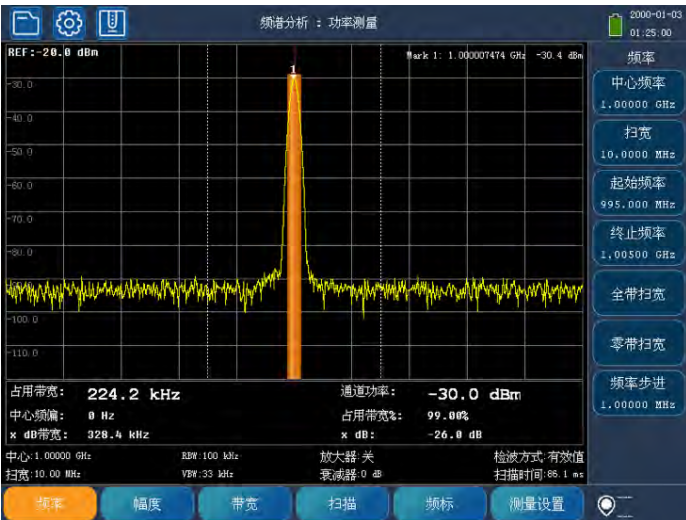 频谱分析 : 功率测量
2000-01-03
01:25:00
REF:-20.0 dBm
Mark 1: 1.000007474 GHz -30.4 dBm
1
-30.0
-40.0
-50.0
-60.0
-70.0
-80.0
-100.0
-110.0
频率
中心频率
1.00000 GHz
扫宽
10.0000 MHz
起始频率
995.000 MHz
终止频率
1.00500 GHz
全带扫宽
零带扫宽
频率步进
1.00000 MHz
占用带宽: 224.2 kHz 通道功率: -30.0 dBm
中心频偏: 0 Hz 占用带宽%: 99.00%
x dB带宽: 328.4 kHz x dB: -26.0 dB
中心:1.00000 GHz RBW:100 kHz 放大器:关 检波方式:有效值
扫宽:10.00 MHz VBW:33 kHz 衰减器:0 dB 扫描时间:86.1 ms
频率 幅度 带宽 扫描 频标 测量设置